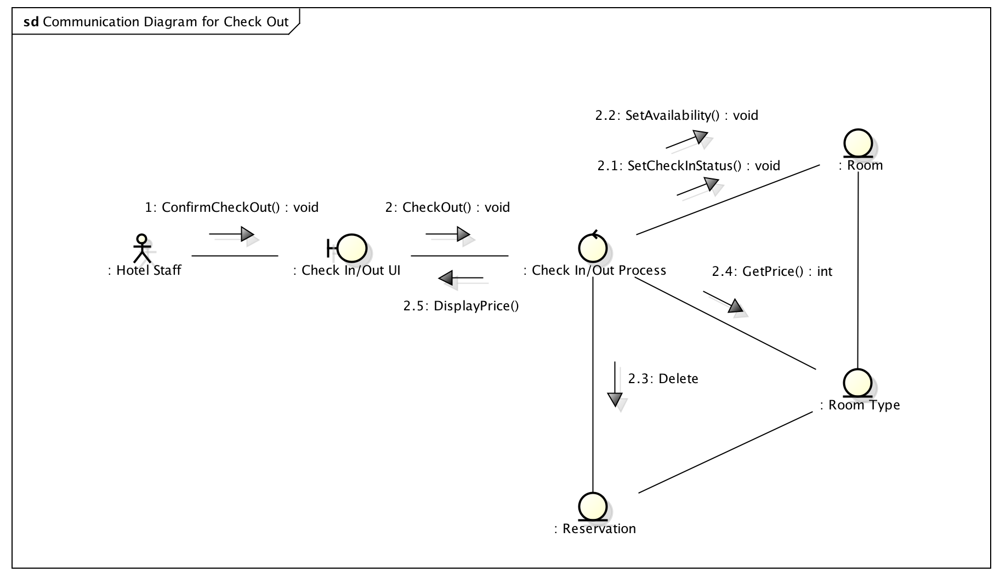 sd Communication Diagram for Check Out
2.2: SetAvailability() : void
2.1: SetCheckInStatus() : void
: Room
1: ConfirmCheckOut() : void
2: CheckOut() : void
: Hotel Staff
: Check In/Out UI
: Check In/Out Process
2.4: GetPrice() : int
2.5: DisplayPrice()
2.3: Delete
: Room Type
: Reservation